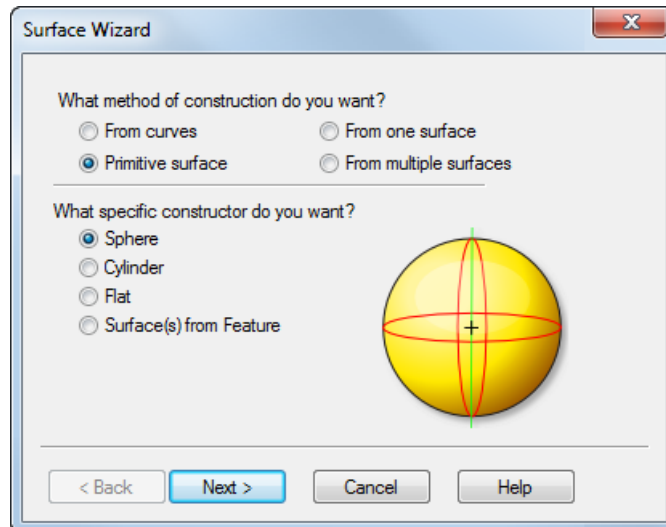 Surface Wizard
What method of construction do you want?
From curves
From one surface
Primitive surface
From multiple surfaces
What specific constructor do you want?
Sphere
Cylinder
Flat
Surface(s) from Feature
< Back
Next >
Cancel
Help